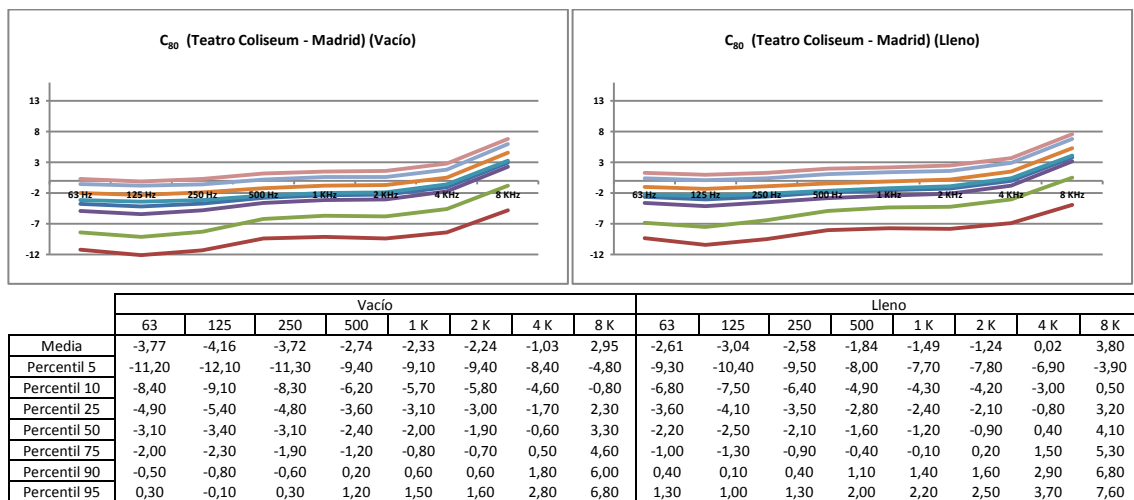 C80 (Teatro Coliseum - Madrid) (Vacío)
13
8
3
-2
-7
-12
63 Hz 125 Hz 250 Hz 500 Hz 1 KHz 2 KHz 4 KHz 8 KHz
C80 (Teatro Coliseum - Madrid) (Lleno)
13
8
3
-2
-7
-12
63 Hz 125 Hz 250 Hz 500 Hz 1 KHz 2 KHz 4 KHz 8 KHz
Vacío Lleno
63 125 250 500 1 K 2 K 4 K 8 K 63 125 250 500 1 K 2 K 4 K 8 K
Media -3,77 -4,16 -3,72 -2,74 -2,33 -2,24 -1,03 2,95 -2,61 -3,04 -2,58 -1,84 -1,49 -1,24 0,02 3,80
Percentil 5 -11,20 -12,10 -11,30 -9,40 -9,10 -9,40 -8,40 -4,80 -9,30 -10,40 -9,50 -8,00 -7,70 -7,80 -6,90 -3,90
Percentil 10 -8,40 -9,10 -8,30 -6,20 -5,70 -5,80 -4,60 -0,80 -6,80 -7,50 -6,40 -4,90 -4,30 -4,20 -3,00 0,50
Percentil 25 -4,90 -5,40 -4,80 -3,60 -3,10 -3,00 -1,70 2,30 -3,60 -4,10 -3,50 -2,80 -2,40 -2,10 -0,80 3,20
Percentil 50 -3,10 -3,40 -3,10 -2,40 -2,00 -1,90 -0,60 3,30 -2,20 -2,50 -2,10 -1,60 -1,20 -0,90 0,40 4,10
Percentil 75 -2,00 -2,30 -1,90 -1,20 -0,80 -0,70 0,50 4,60 -1,00 -1,30 -0,90 -0,40 -0,10 0,20 1,50 5,30
Percentil 90 -0,50 -0,80 -0,60 0,20 0,60 0,60 1,80 6,00 0,40 0,10 0,40 1,10 1,40 1,60 2,90 6,80
Percentil 95 0,30 -0,10 0,30 1,20 1,50 1,60 2,80 6,80 1,30 1,00 1,30 2,00 2,20 2,50 3,70 7,60